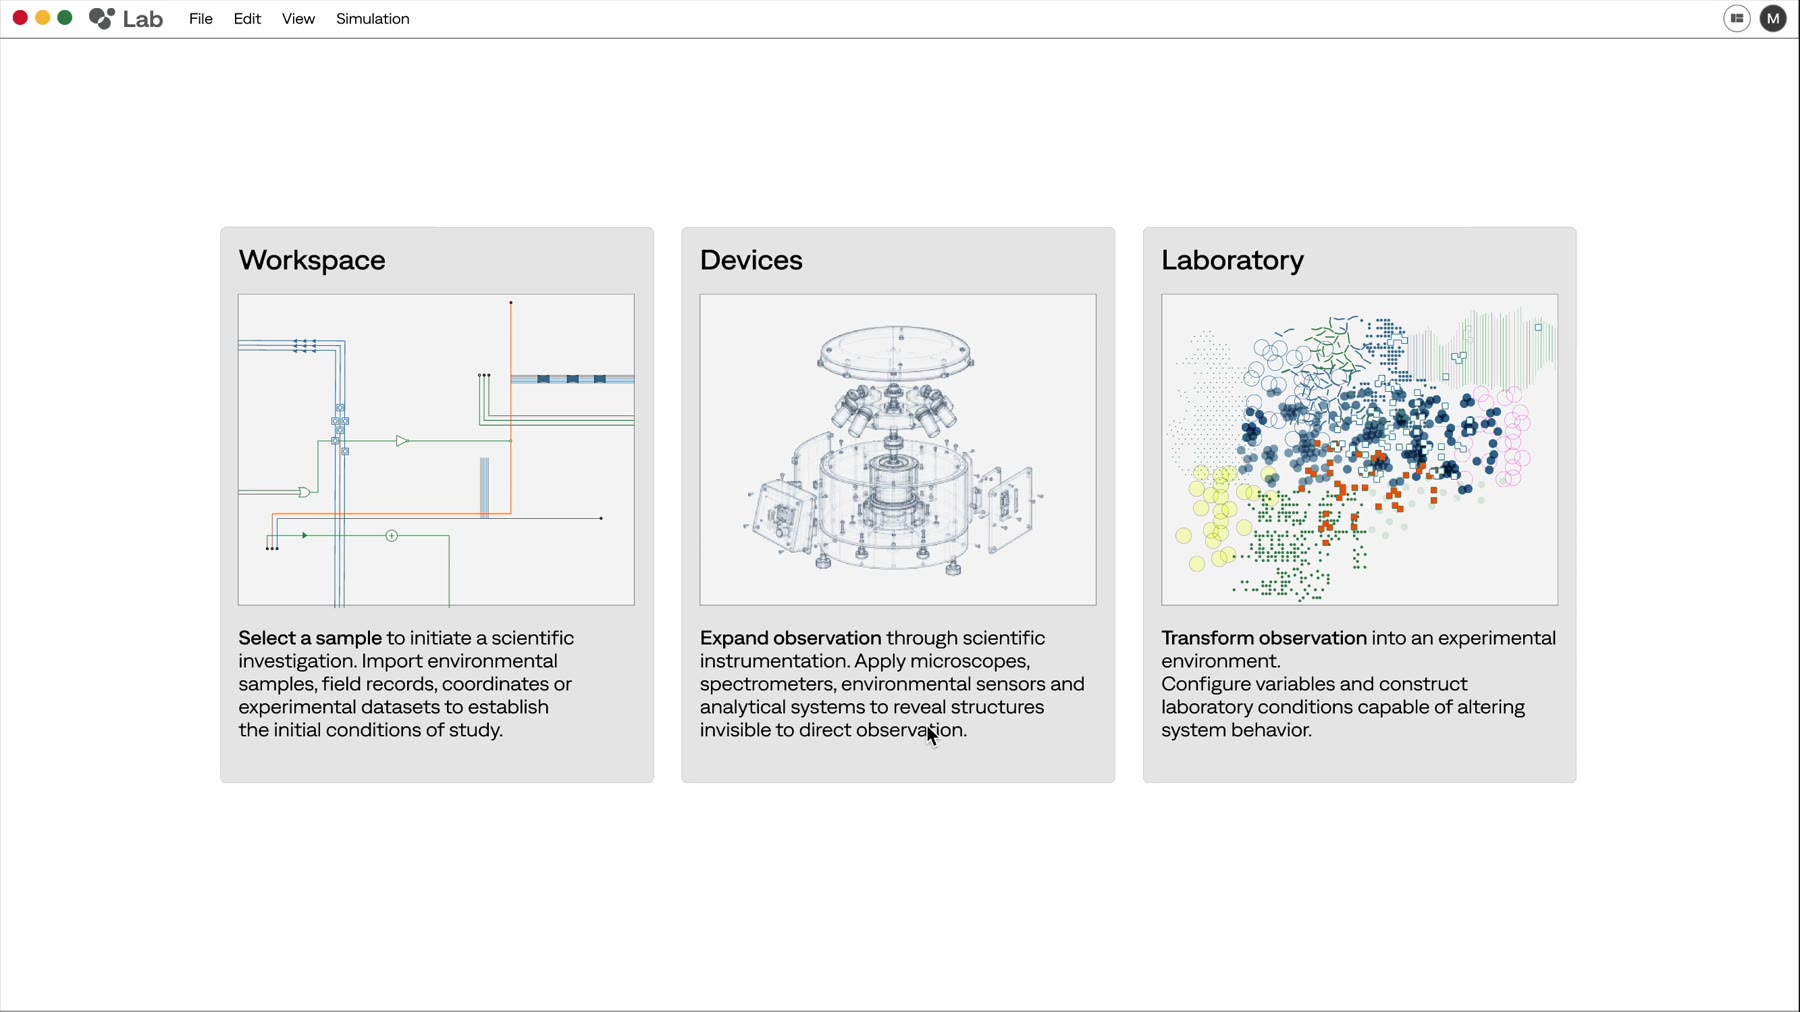 Lab
File
Edit
View
Simulation
M
Workspace
Select a sample to initiate a scientific
investigation. Import environmental
samples, field records, coordinates or
experimental datasets to establish
the initial conditions of study.
Devices
Expand observation through scientific
instrumentation. Apply microscopes,
spectrometers, environmental sensors and
analytical systems to reveal structures
invisible to direct observation.
Laboratory
Transform observation into an experimental
environment.
Configure variables and construct
laboratory conditions capable of altering
system behavior.